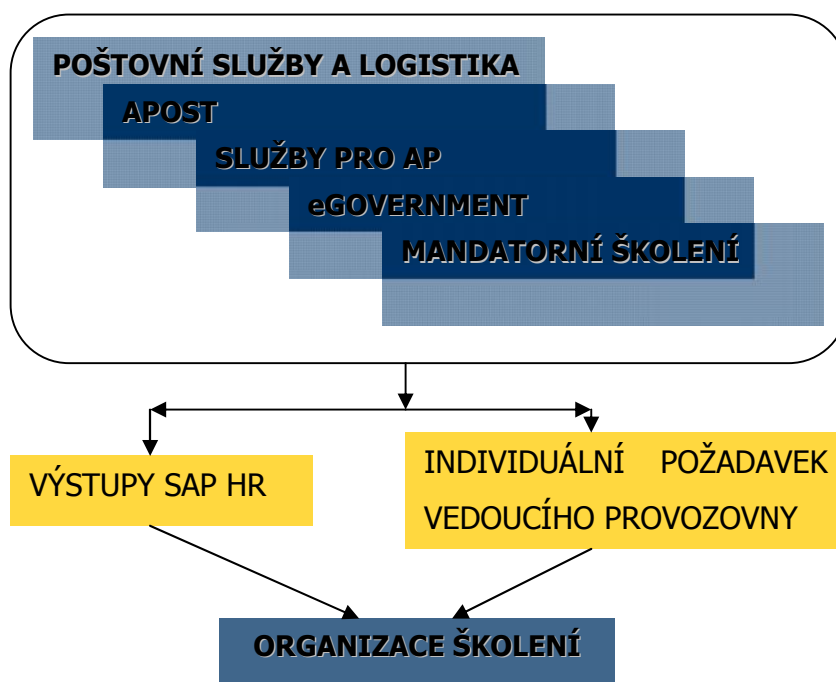 POŠTOVNÍ SLUŽBY A LOGISTIKA
APOST
SLUŽBY PRO AP
eGOVERNMENT
MANDATORNÍ ŠKOLENÍ
VÝSTUPY SAP HR
INDIVIDUÁLNÍ POŽADAVEK
VEDOUCÍHO PROVOZOVNY
ORGANIZACE ŠKOLENÍ